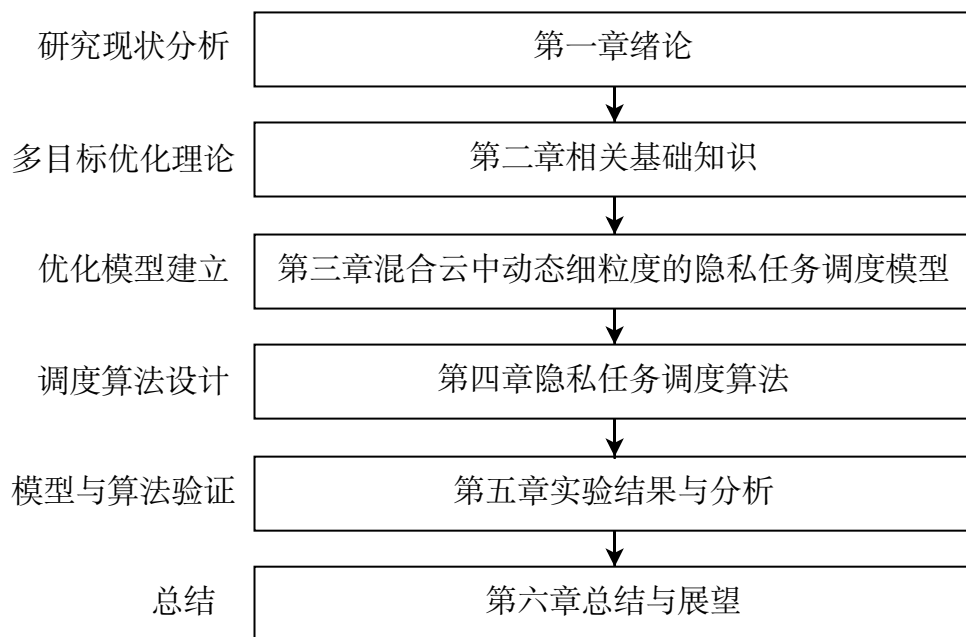 研究现状分析
第一章绪论
多目标优化理论
第二章相关基础知识
优化模型建立
第三章混合云中动态细粒度的隐私任务调度模型
调度算法设计
第四章隐私任务调度算法
模型与算法验证
第五章实验结果与分析
总结
第六章总结与展望